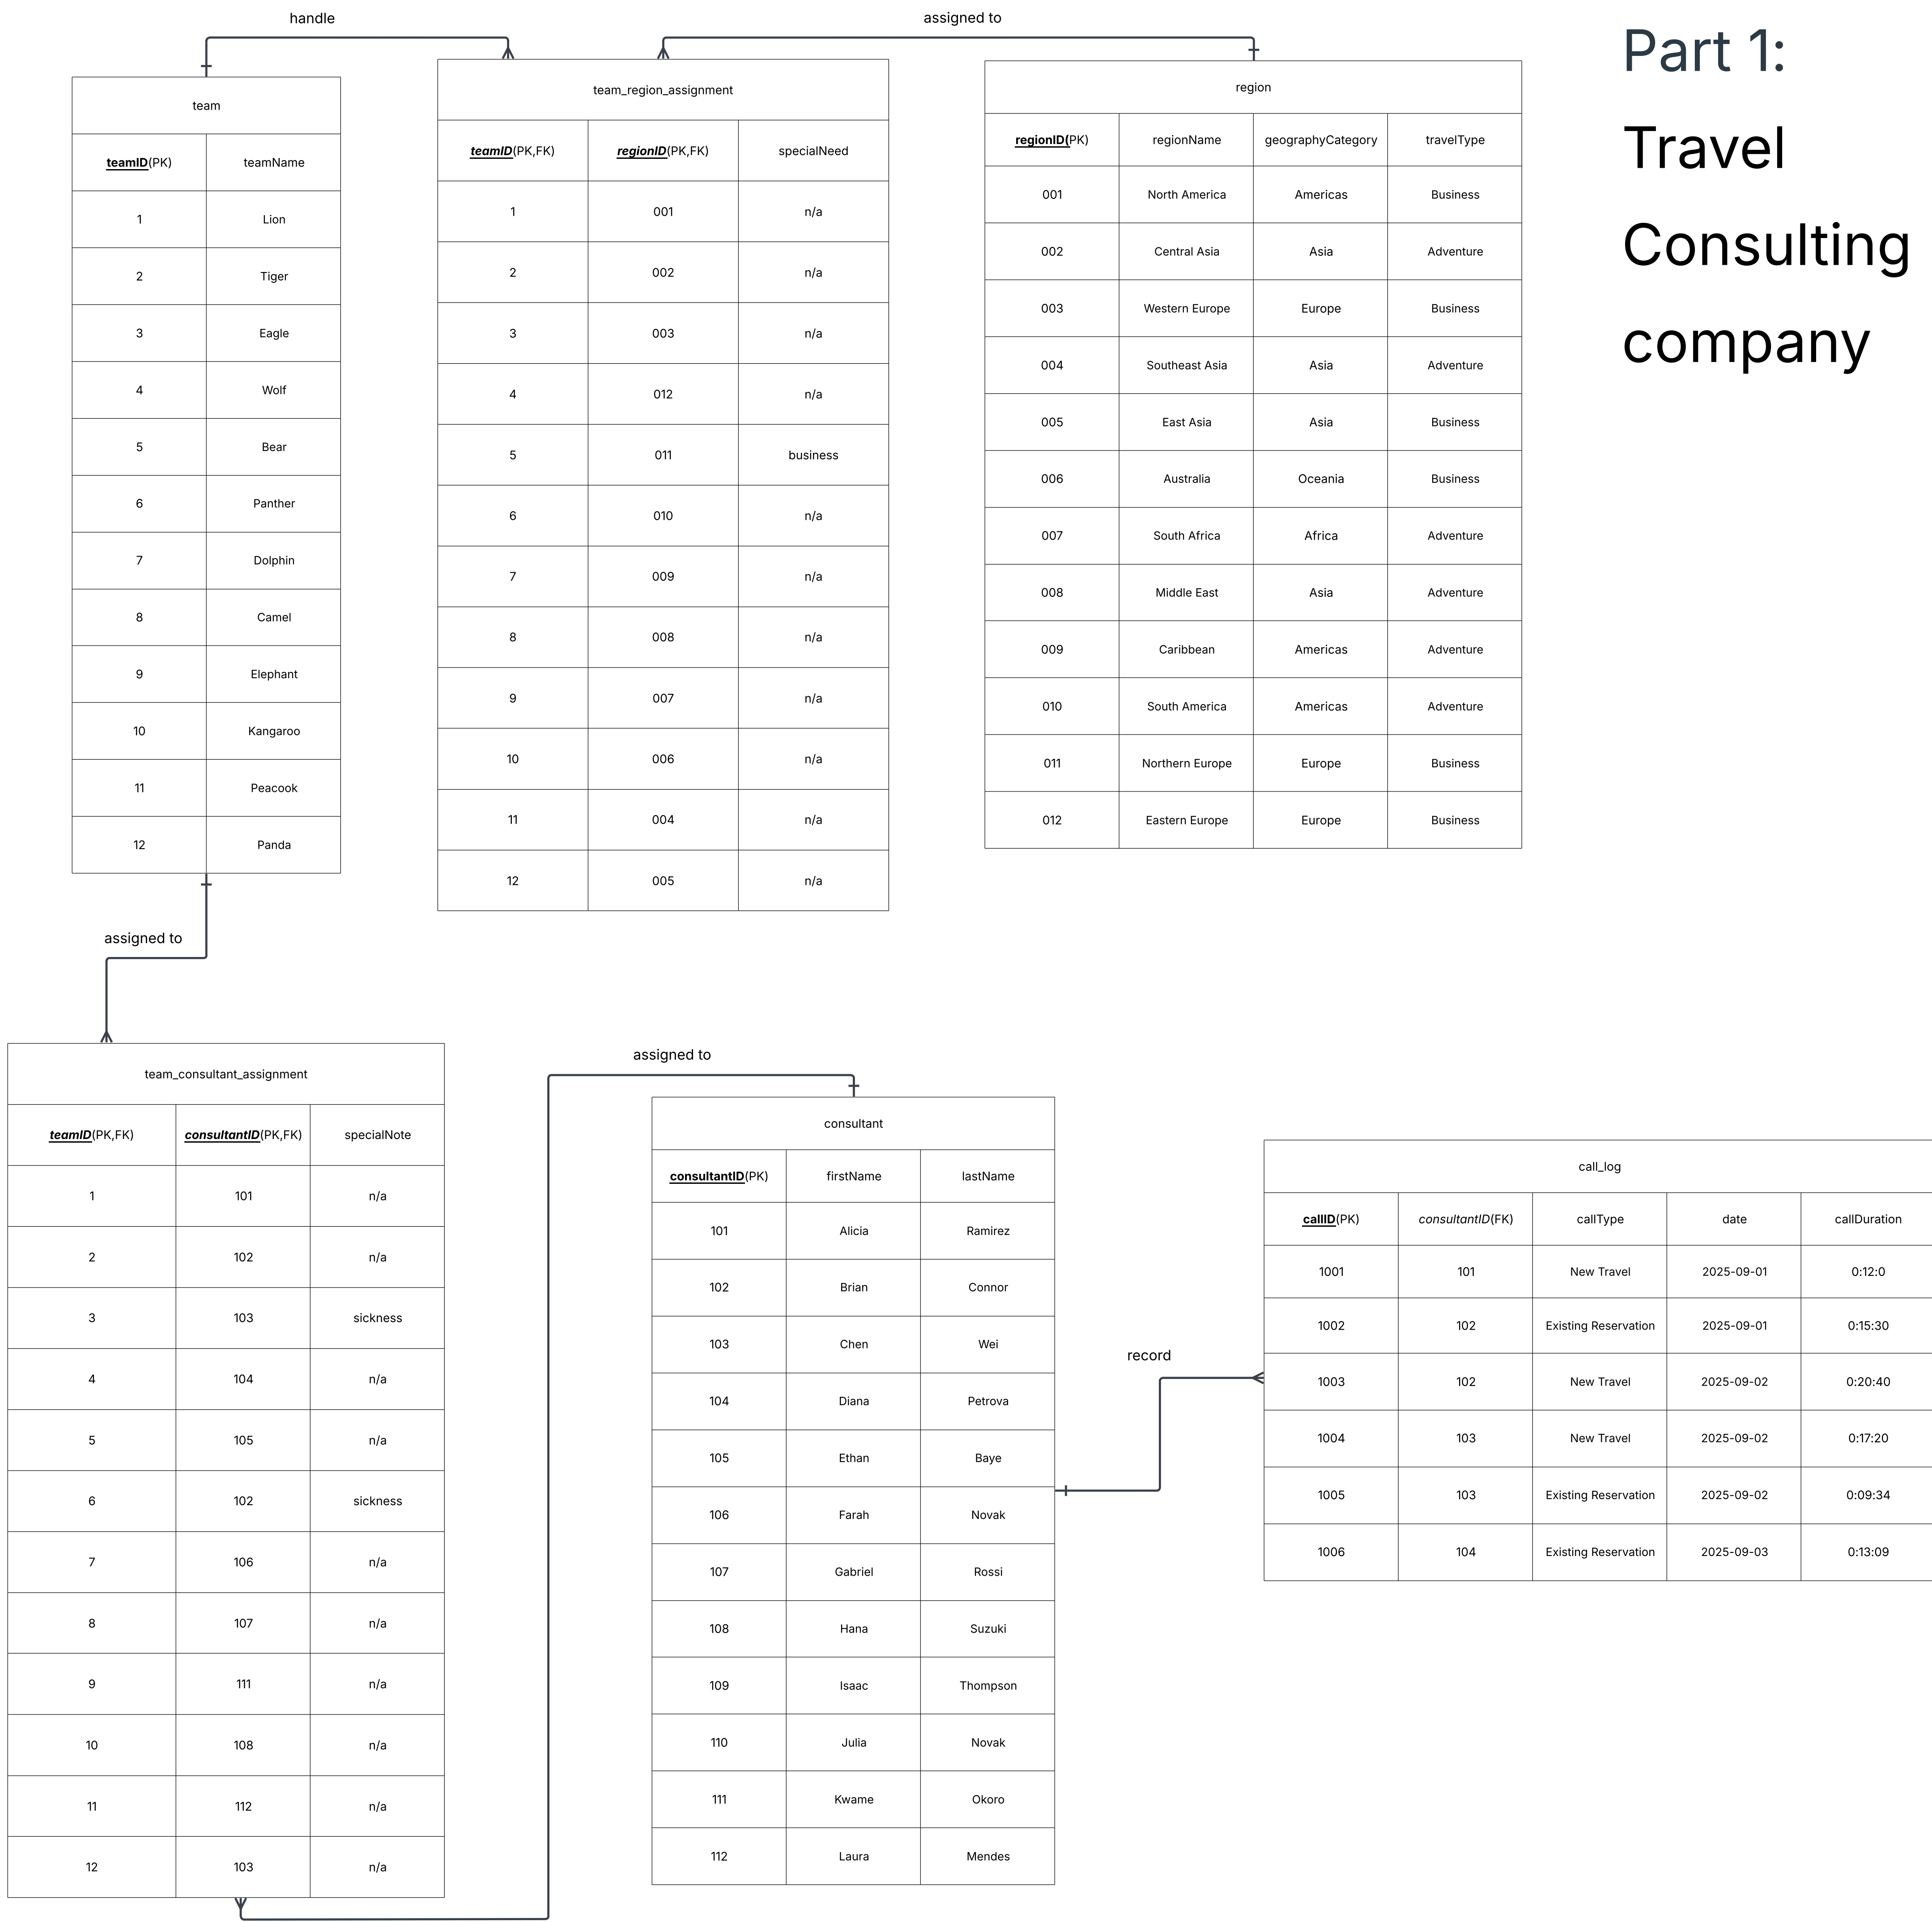 handle
assigned to
Part 1:
Travel
Consulting
company
team
teamID(PK) teamName
1 Lion
2 Tiger
3 Eagle
4 Wolf
5 Bear
6 Panther
7 Dolphin
8 Camel
9 Elephant
10 Kangaroo
11 Peacook
12 Panda
team_region_assignment
teamID(PK,FK) regionID(PK,FK) specialNeed
1 001 n/a
2 002 n/a
3 003 n/a
4 012 n/a
5 011 business
6 010 n/a
7 009 n/a
8 008 n/a
9 007 n/a
10 006 n/a
11 004 n/a
12 005 n/a
region
regionID(PK) regionName geographyCategory travelType
001 North America Americas Business
002 Central Asia Asia Adventure
003 Western Europe Europe Business
004 Southeast Asia Asia Adventure
005 East Asia Asia Business
006 Australia Oceania Business
007 South Africa Africa Adventure
008 Middle East Asia Adventure
009 Caribbean Americas Adventure
010 South America Americas Adventure
011 Northern Europe Europe Business
012 Eastern Europe Europe Business
assigned to
team_consultant_assignment
teamID(PK,FK) consultantID(PK,FK) specialNote
1 101 n/a
2 102 n/a
3 103 sickness
4 104 n/a
5 105 n/a
6 102 sickness
7 106 n/a
8 107 n/a
9 111 n/a
10 108 n/a
11 112 n/a
12 103 n/a
assigned to
consultant
consultantID(PK) firstName lastName
101 Alicia Ramirez
102 Brian Connor
103 Chen Wei
104 Diana Petrova
105 Ethan Baye
106 Farah Novak
107 Gabriel Rossi
108 Hana Suzuki
109 Isaac Thompson
110 Julia Novak
111 Kwame Okoro
112 Laura Mendes
record
call_log
callID(PK) consultantID(FK) callType date callDuration
1001 101 New Travel 2025-09-01 0:12:0
1002 102 Existing Reservation 2025-09-01 0:15:30
1003 102 New Travel 2025-09-02 0:20:40
1004 103 New Travel 2025-09-02 0:17:20
1005 103 Existing Reservation 2025-09-02 0:09:34
1006 104 Existing Reservation 2025-09-03 0:13:09